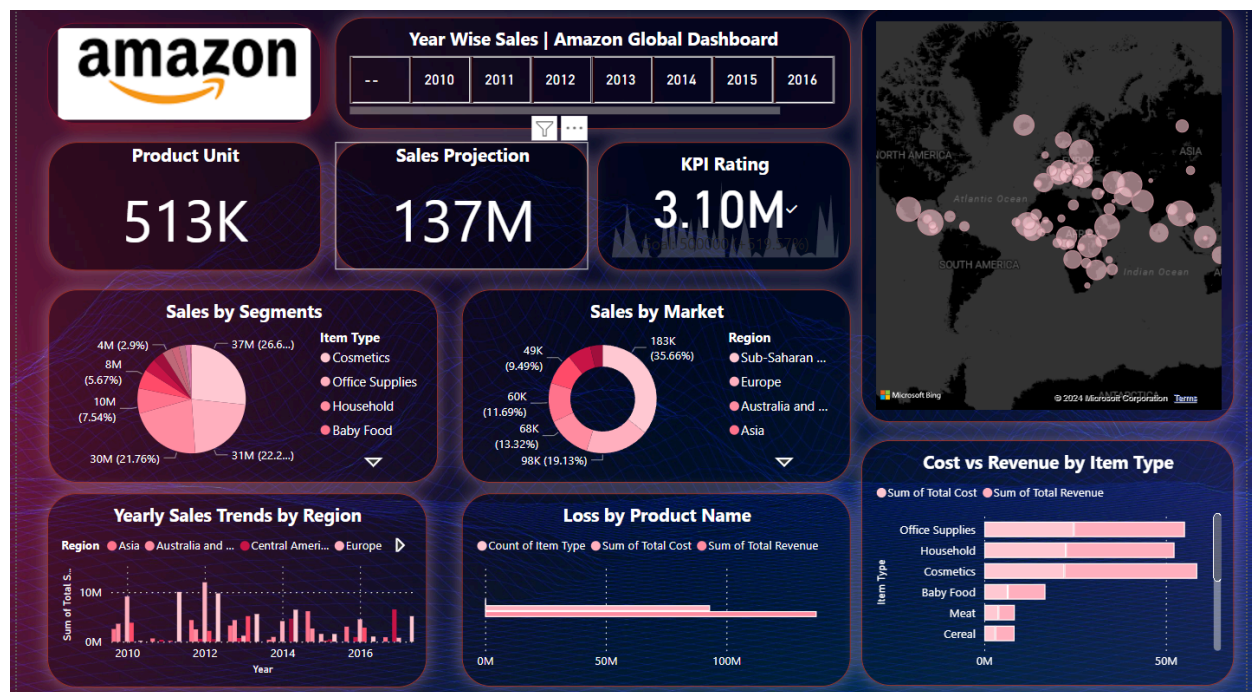 amazon
Year Wise Sales | Amazon Global Dashboard
--
2010
2011
2012
2013
2014
2015
2016
Product Unit
513K
Sales Projection
137M
KPI Rating
3.10M
NORTH AMERICA
EUROPE
ASIA
Atlantic Ocean
AFRICA
SOUTH AMERICA
Indian Ocean
Microsoft Bing
© 2024 Microsoft Corporation Terms
Sales by Segments
4M (2.9%)
37M (26.6...)
8M
(5.67%)
10M
(7.54%)
30M (21.76%)
31M (22.2...)
Item Type
Cosmetics
Office Supplies
Household
Baby Food
Sales by Market
183K
(35.66%)
49K
(9.49%)
60K
(11.69%)
68K
(13.32%)
98K (19.13%)
Region
Sub-Saharan ...
Europe
Australia and ...
Asia
Yearly Sales Trends by Region
Region Asia Australia and ... Central Ameri... Europe
Sum of Total S...
10M
0M
2010 2012 2014 2016
Year
Loss by Product Name
Count of Item Type Sum of Total Cost Sum of Total Revenue
0M 50M 100M
Cost vs Revenue by Item Type
Sum of Total Cost Sum of Total Revenue
Item Type
Office Supplies
Household
Cosmetics
Baby Food
Meat
Cereal
0M 50M